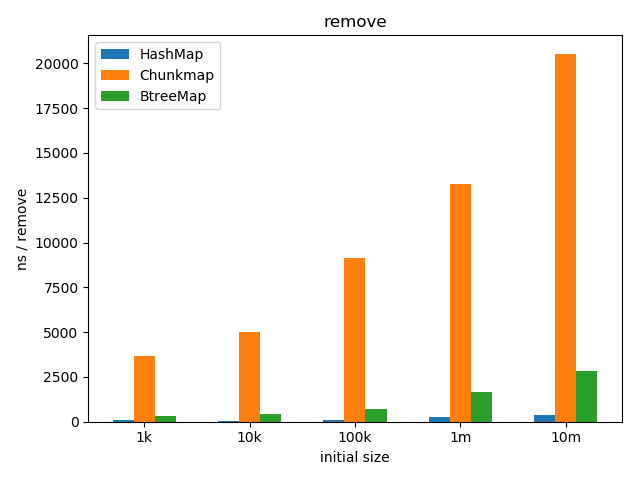 remove
HashMap
Chunkmap
BtreeMap
ns / remove
20000
17500
15000
12500
10000
7500
5000
2500
0
1k 10k 100k 1m 10m
initial size